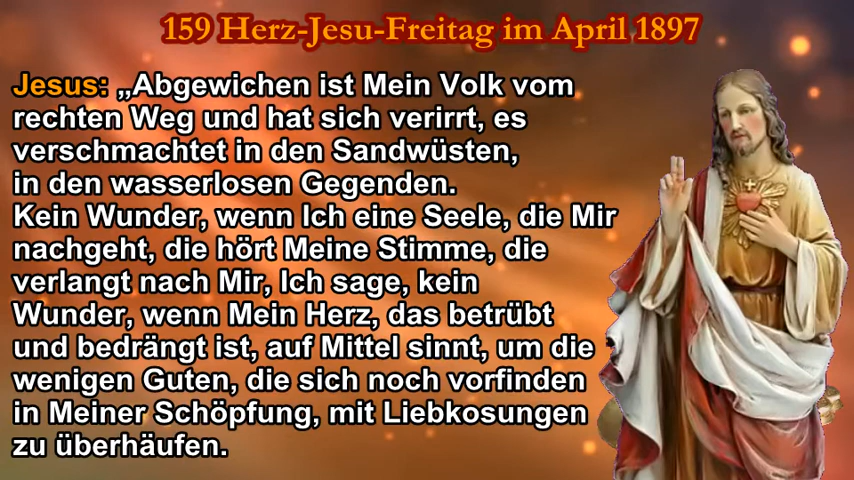 159 Herz-Jesu-Freitag im April 1897
Jesus: „Abgewichen ist Mein Volk vom
rechten Weg und hat sich verirrt, es
verschmachtet in den Sandwüsten,
in den wasserlosen Gegenden.
Kein Wunder, wenn Ich eine Seele, die Mir
nachgeht, die hört Meine Stimme, die
verlangt nach Mir, Ich sage, kein
Wunder, wenn Mein Herz, das betrübt
und bedrängt ist, auf Mittel sinnt, um die
wenigen Guten, die sich noch vorfinden
in Meiner Schöpfung, mit Liebkosungen
zu überhäufen.